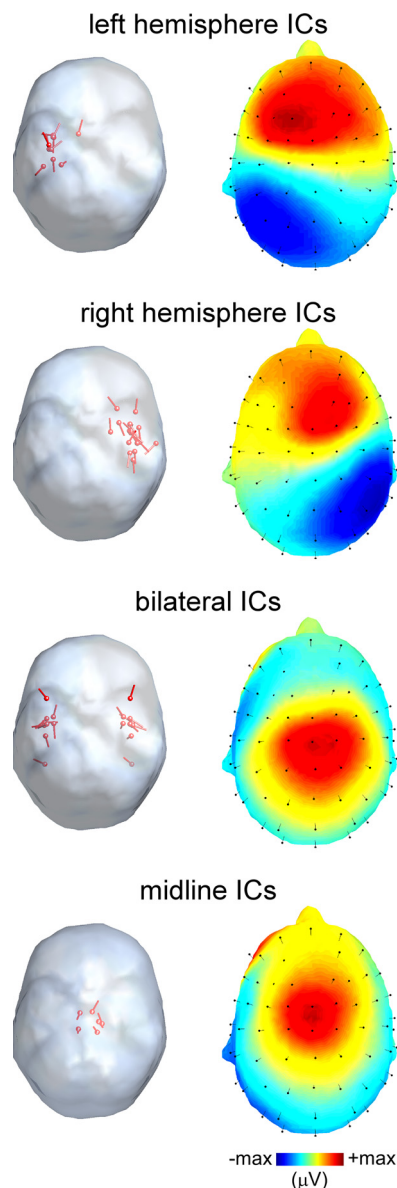 left hemisphere ICs
right hemisphere ICs
bilateral ICs
midline ICs
-max +max
(μV)